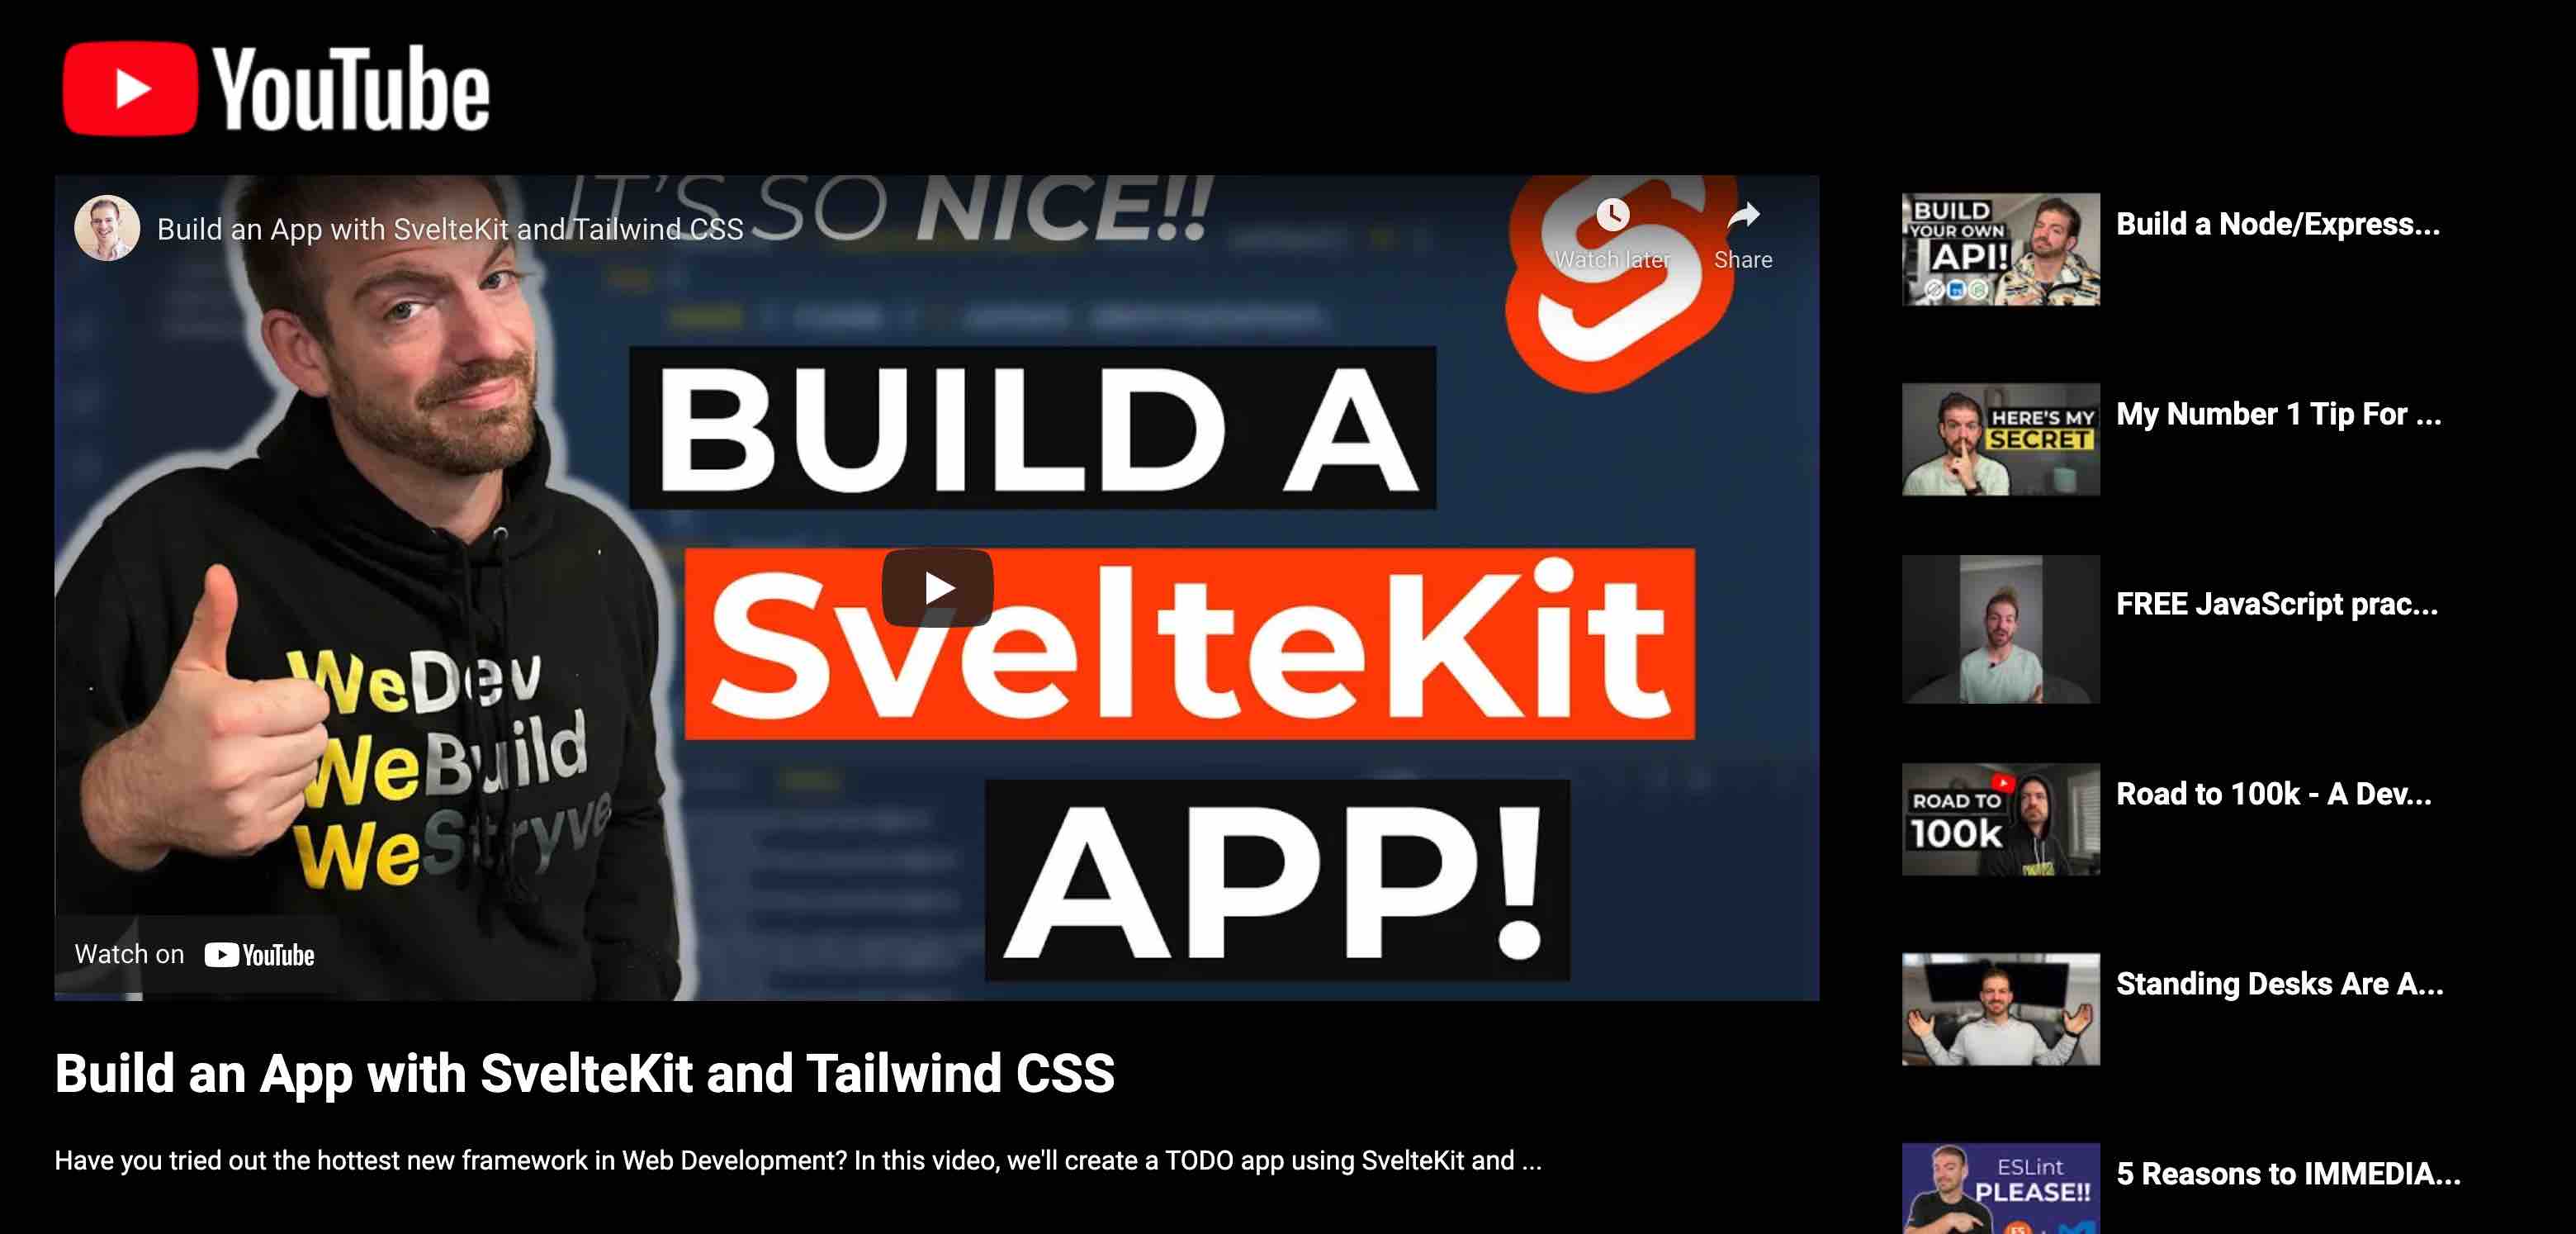 YouTube
IT'S SO NICE!!
Build an App with SvelteKit and Tailwind CSS
Watch later
Share
BUILD A
SvelteKit
APP!
WeDev
WeBuild
WeStryve
Watch on YouTube
Build an App with SvelteKit and Tailwind CSS
Have you tried out the hottest new framework in Web Development? In this video, we'll create a TODO app using SvelteKit and ...
BUILD
YOUR OWN
API!
Build a Node/Express...
HERE'S MY
SECRET
My Number 1 Tip For ...
FREE JavaScript prac...
ROAD TO
100k
Road to 100k - A Dev...
Standing Desks Are A...
ESLint
PLEASE!!
ES
5 Reasons to IMMEDIA...